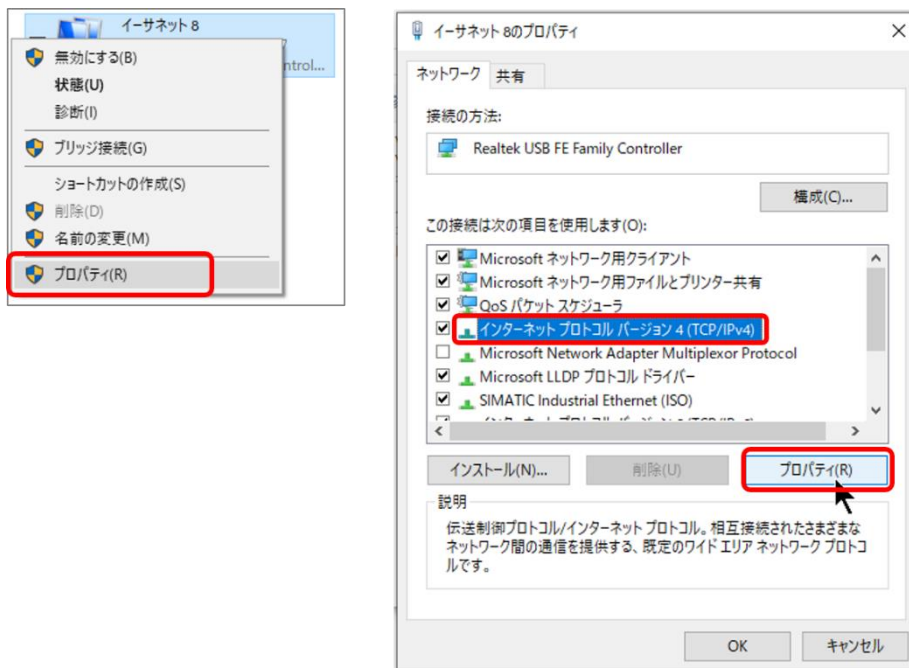 イーサネット 8
ntrol...
無効にする(B)
状態(U)
診断(I)
ブリッジ接続(G)
ショートカットの作成(S)
削除(D)
名前の変更(M)
プロパティ(R)
イーサネット 8のプロパティ
ネットワーク 共有
接続の方法:
Realtek USB FE Family Controller
構成(C)...
この接続は次の項目を使用します(O):
Microsoft ネットワーク用クライアント
Microsoft ネットワーク用ファイルとプリンター共有
QoS パケット スケジューラ
インターネット プロトコル バージョン 4 (TCP/IPv4)
Microsoft Network Adapter Multiplexor Protocol
Microsoft LLDP プロトコル ドライバー
SIMATIC Industrial Ethernet (ISO)
インストール(N)... 削除(U) プロパティ(R)
説明
伝送制御プロトコル/インターネット プロトコル。相互接続されたさまざまな
ネットワーク間の通信を提供する、既定のワイド エリア ネットワーク プロトコ
ルです。
OK キャンセル